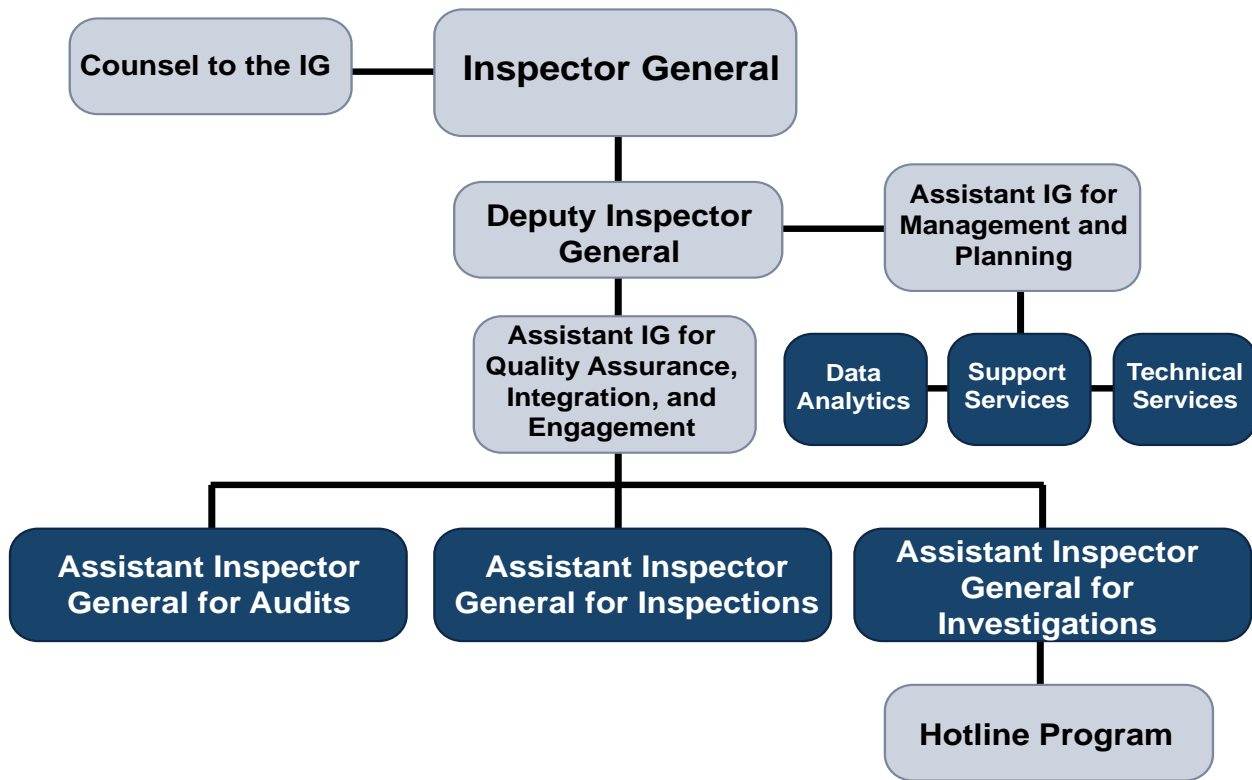 Counsel to the IG
Inspector General
Deputy Inspector
General
Assistant IG for
Management and
Planning
Assistant IG for
Quality Assurance,
Integration, and
Engagement
Data
Analytics
Support
Services
Technical
Services
Assistant Inspector
General for Audits
Assistant Inspector
General for Inspections
Assistant Inspector
General for
Investigations
Hotline Program